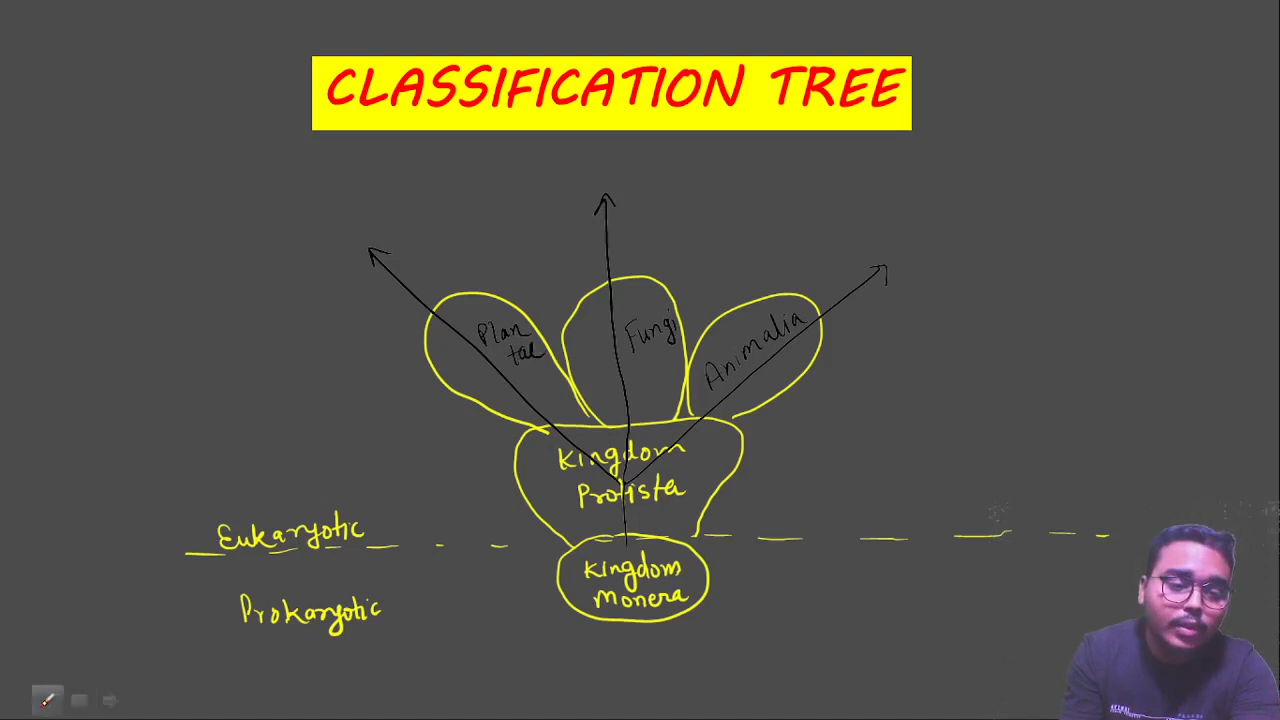 CLASSIFICATION TREE
Plan
tae
Fungi
Animalia
Kingdom
Protista
Eukaryotic
Prokaryotic
Kingdom
Monera